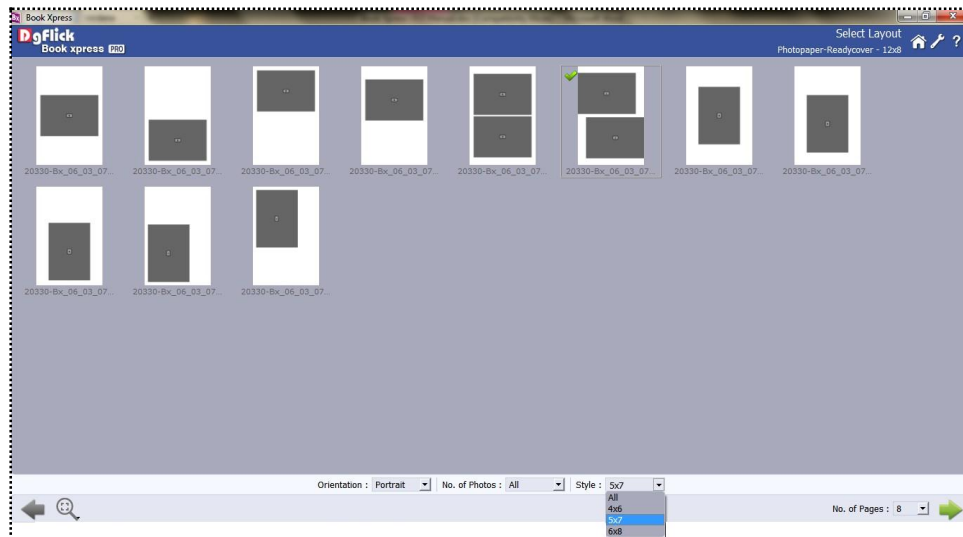 Book Xpress
DgFlick
Book xpress PRO
Select Layout
Photopaper-Readycover - 12x8
?
20330-Bx_06_03_07... 20330-Bx_06_03_07... 20330-Bx_06_03_07... 20330-Bx_06_03_07... 20330-Bx_06_03_07... 20330-Bx_06_03_07... 20330-Bx_06_03_07... 20330-Bx_06_03_07...
20330-Bx_06_03_07... 20330-Bx_06_03_07... 20330-Bx_06_03_07...
Orientation : Portrait No. of Photos : All Style : 5x7
All
4x6
5x7
6x8
No. of Pages : 8